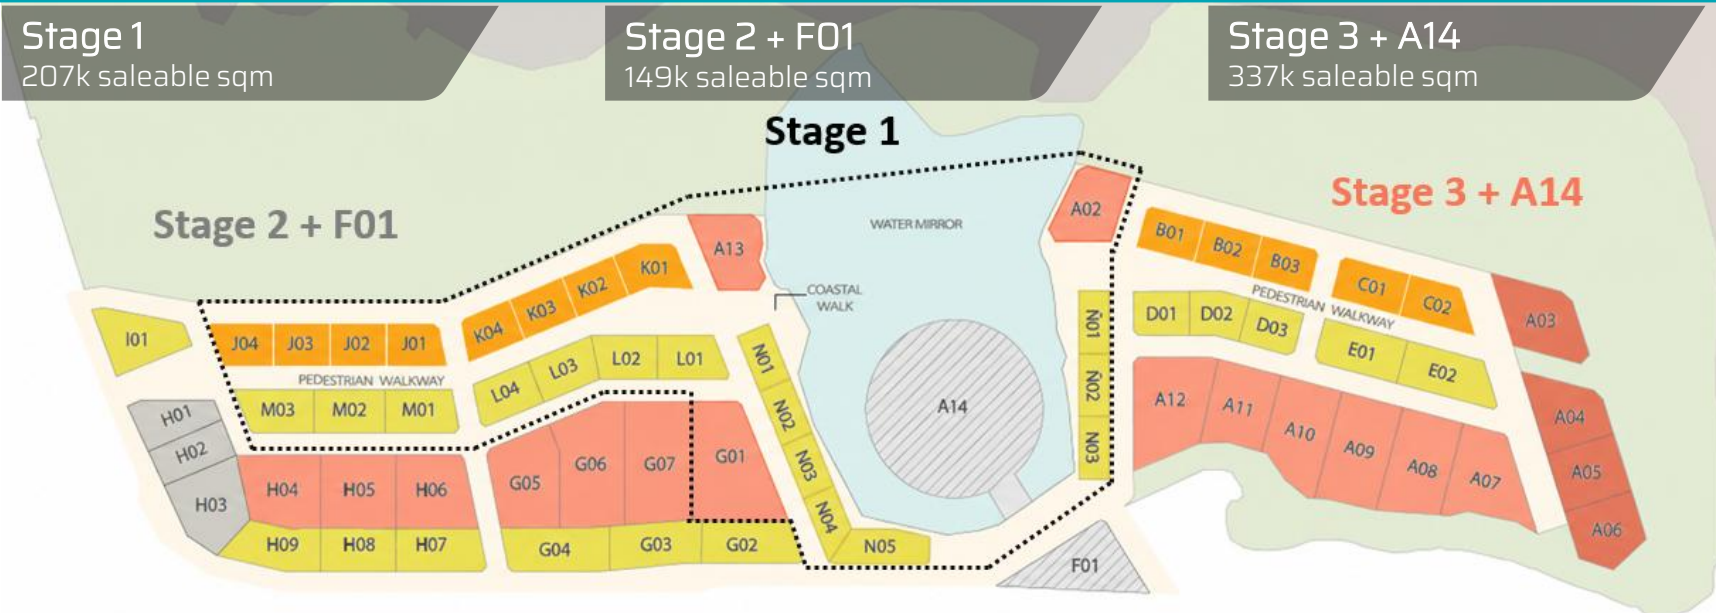 Stage 1
207k saleable sqm
Stage 2 + F01
149k saleable sqm
Stage 3 + A14
337k saleable sqm
Stage 1
Stage 2 + F01
Stage 3 + A14
WATER MIRROR
COASTAL
WALK
PEDESTRIAN WALKWAY
PEDESTRIAN WALKWAY
I01
J04
J03
J02
J01
K04
K03
K02
K01
A13
A02
M03
M02
M01
L04
L03
L02
L01
H01
H02
H03
H04
H05
H06
H09
H08
H07
G05
G06
G07
G01
G04
G03
G02
N01
N02
N03
N04
N05
A14
F01
Ñ01
Ñ02
Ñ03
B01
B02
B03
C01
C02
D01
D02
D03
E01
E02
A12
A11
A10
A09
A08
A07
A03
A04
A05
A06